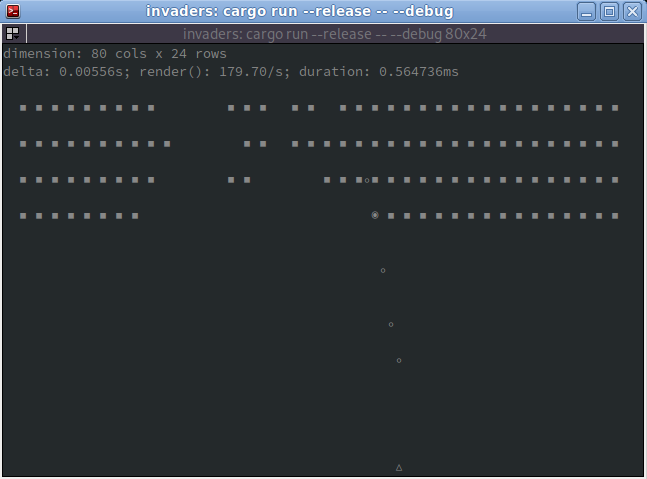 invaders: cargo run --release -- --debug
invaders: cargo run --release -- --debug 80x24
dimension: 80 cols x 24 rows
delta: 0.00556s; render(): 179.70/s; duration: 0.564736ms